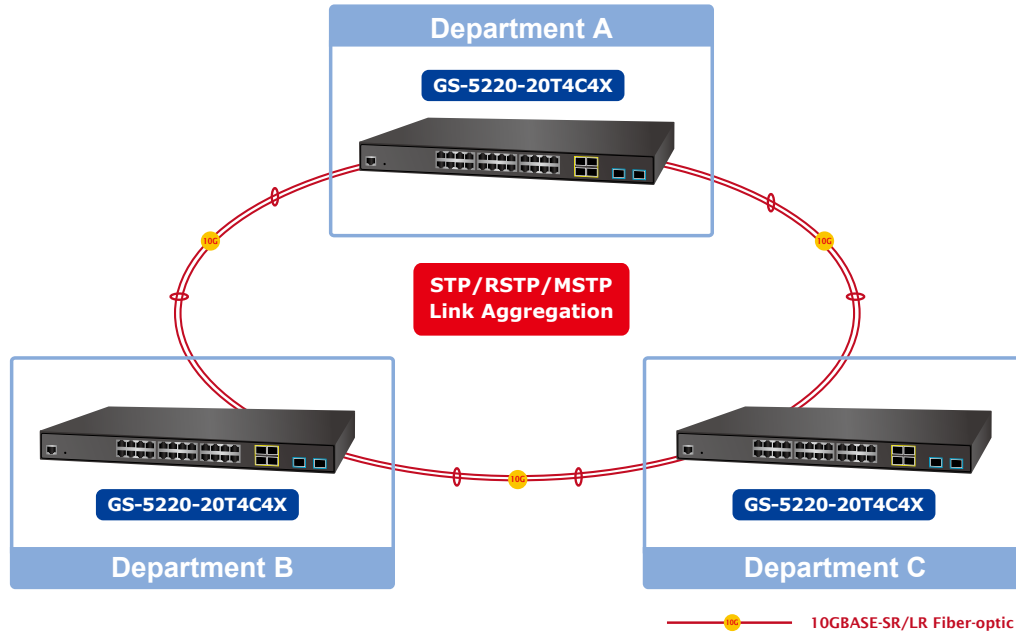 Department A
GS-5220-20T4C4X
10G
10G
STP/RSTP/MSTP
Link Aggregation
10G
GS-5220-20T4C4X
GS-5220-20T4C4X
Department B
Department C
10G
10GBASE-SR/LR Fiber-optic